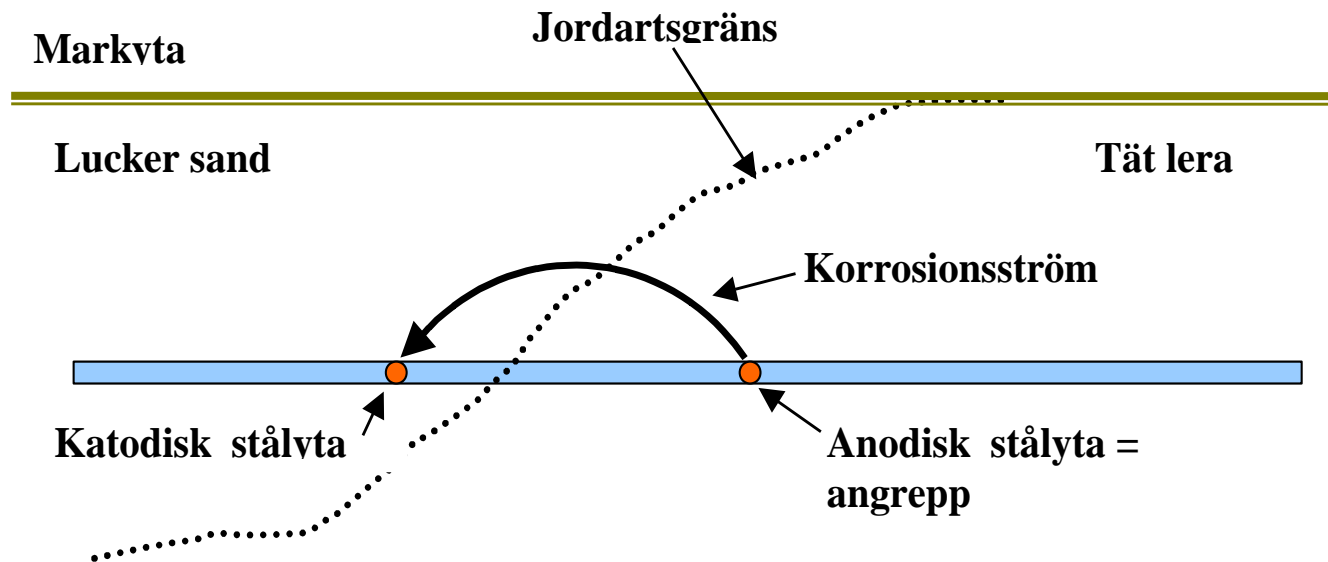 Jordartsgräns
Markyta
Lucker sand
Tät lera
Korrosionsström
Katodisk stålyta
Anodisk stålyta =
angrepp